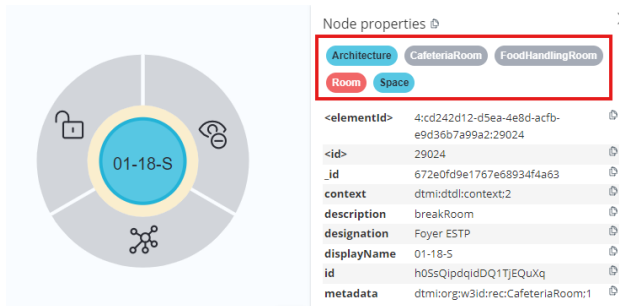 Node properties
Architecture CafeteriaRoom FoodHandlingRoom
Room Space
<elementId> 4:cd242d12-d5ea-4e8d-acfb-
e9d36b7a99a2:29024
<id> 29024
_id 672e0fd9e1767e68934f4a63
context dtmi:dtdl:context;2
description breakRoom
designation Foyer ESTP
displayName 01-18-S
id h0SsQipdqidDQ1TjEQuXq
metadata dtmi:org:w3id:rec:CafeteriaRoom;1
01-18-S